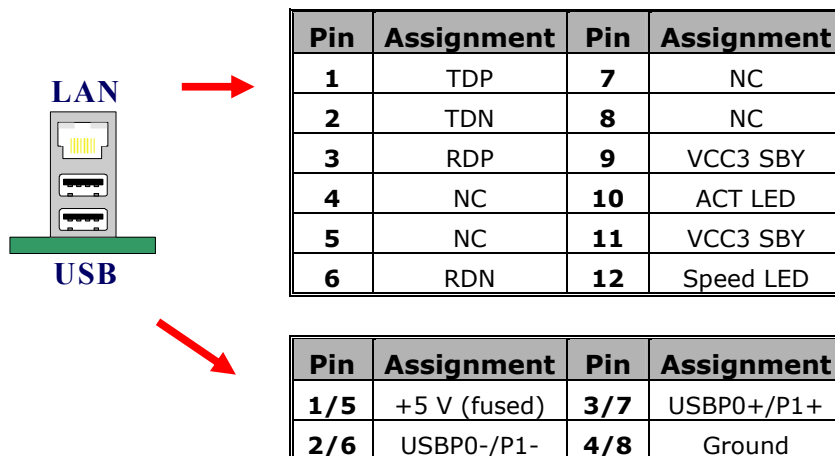 LAN
USB
Pin Assignment Pin Assignment
1 TDP 7 NC
2 TDN 8 NC
3 RDP 9 VCC3 SBY
4 NC 10 ACT LED
5 NC 11 VCC3 SBY
6 RDN 12 Speed LED
Pin Assignment Pin Assignment
1/5 +5 V (fused) 3/7 USBP0+/P1+
2/6 USBP0-/P1- 4/8 Ground